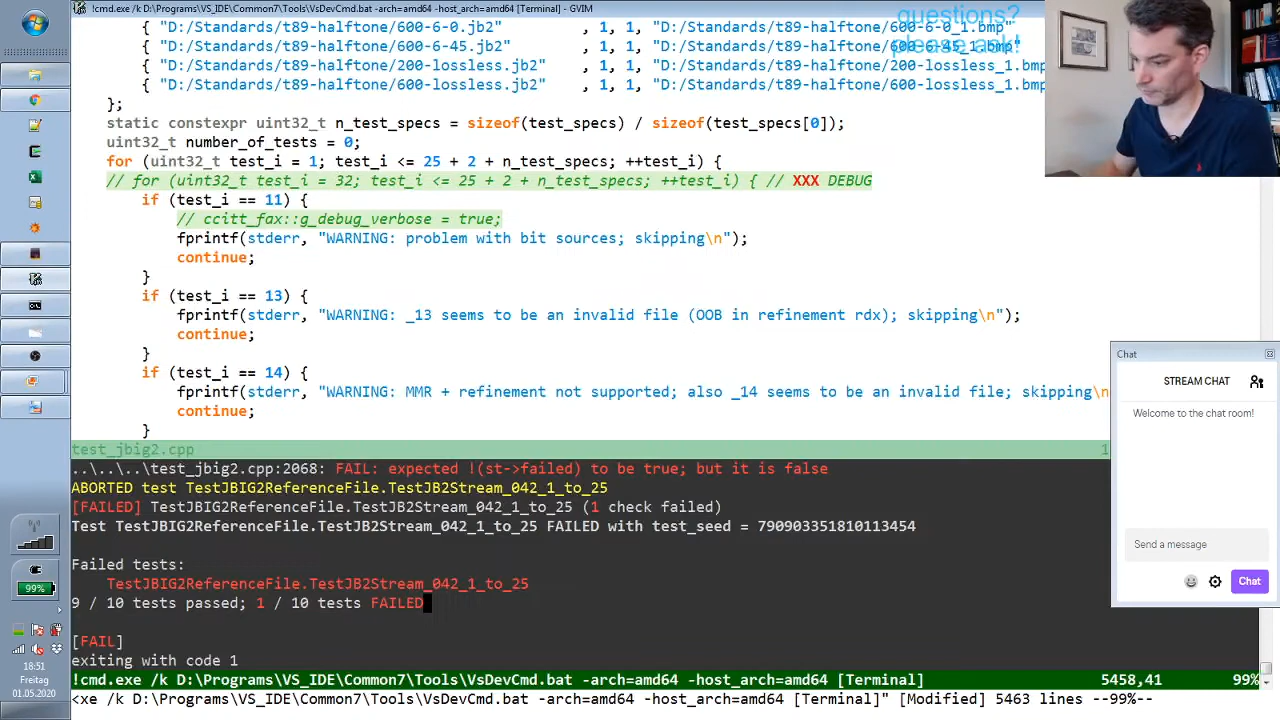 !cmd.exe /k D:\Programs\VS_IDE\Common7\Tools\VsDevCmd.bat -arch=amd64 -host_arch=amd64 [Terminal] - GVIM
questions?
please ask!
{ "D:/Standards/t89-halftone/600-6-0.jb2" , 1, 1, "D:/Standards/t89-halftone/600-6-0_1.bmp"
{ "D:/Standards/t89-halftone/600-6-45.jb2" , 1, 1, "D:/Standards/t89-halftone/600-6-45_1.bmp"
{ "D:/Standards/t89-halftone/200-lossless.jb2" , 1, 1, "D:/Standards/t89-halftone/200-lossless_1.bmp
{ "D:/Standards/t89-halftone/600-lossless.jb2" , 1, 1, "D:/Standards/t89-halftone/600-lossless_1.bmp
};
static constexpr uint32_t n_test_specs = sizeof(test_specs) / sizeof(test_specs[0]);
uint32_t number_of_tests = 0;
for (uint32_t test_i = 1; test_i <= 25 + 2 + n_test_specs; ++test_i) {
// for (uint32_t test_i = 32; test_i <= 25 + 2 + n_test_specs; ++test_i) { // XXX DEBUG
if (test_i == 11) {
// ccitt_fax::g_debug_verbose = true;
fprintf(stderr, "WARNING: problem with bit sources; skipping\n");
continue;
}
if (test_i == 13) {
fprintf(stderr, "WARNING: _13 seems to be an invalid file (OOB in refinement rdx); skipping\n");
continue;
}
if (test_i == 14) {
fprintf(stderr, "WARNING: MMR + refinement not supported; also _14 seems to be an invalid file; skipping\n
continue;
}
test_jbig2.cpp 1
..\..\..\test_jbig2.cpp:2068: FAIL: expected !(st->failed) to be true; but it is false
ABORTED test TestJBIG2ReferenceFile.TestJB2Stream_042_1_to_25
[FAILED] TestJBIG2ReferenceFile.TestJB2Stream_042_1_to_25 (1 check failed)
Test TestJBIG2ReferenceFile.TestJB2Stream_042_1_to_25 FAILED with test_seed = 7909033518101134​54
Failed tests:
TestJBIG2ReferenceFile.TestJB2Stream_042_1_to_25
9 / 10 tests passed; 1 / 10 tests FAILED
[FAIL]
exiting with code 1
!cmd.exe /k D:\Programs\VS_IDE\Common7\Tools\VsDevCmd.bat -arch=amd64 -host_arch=amd64 [Terminal] 5458,41 99%
<xe /k D:\Programs\VS_IDE\Common7\Tools\VsDevCmd.bat -arch=amd64 -host_arch=amd64 [Terminal]" [Modified] 5463 lines --99%--
Chat
STREAM CHAT
Welcome to the chat room!
Send a message
Chat
99%
18:51
Freitag
01.05.2020